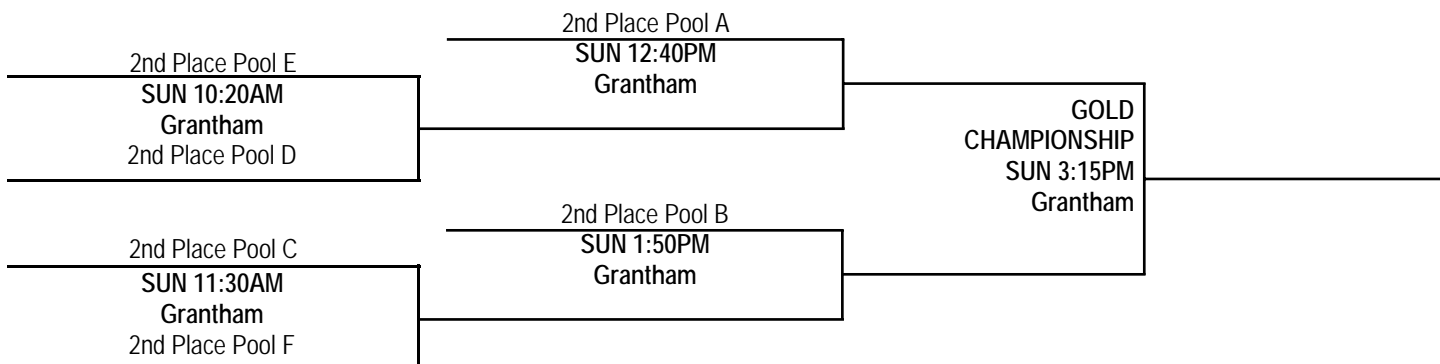 2nd Place Pool A
2nd Place Pool E
SUN 12:40PM
Grantham
SUN 10:20AM
Grantham
2nd Place Pool D
GOLD
CHAMPIONSHIP
SUN 3:15PM
Grantham
2nd Place Pool B
2nd Place Pool C
SUN 1:50PM
Grantham
SUN 11:30AM
Grantham
2nd Place Pool F